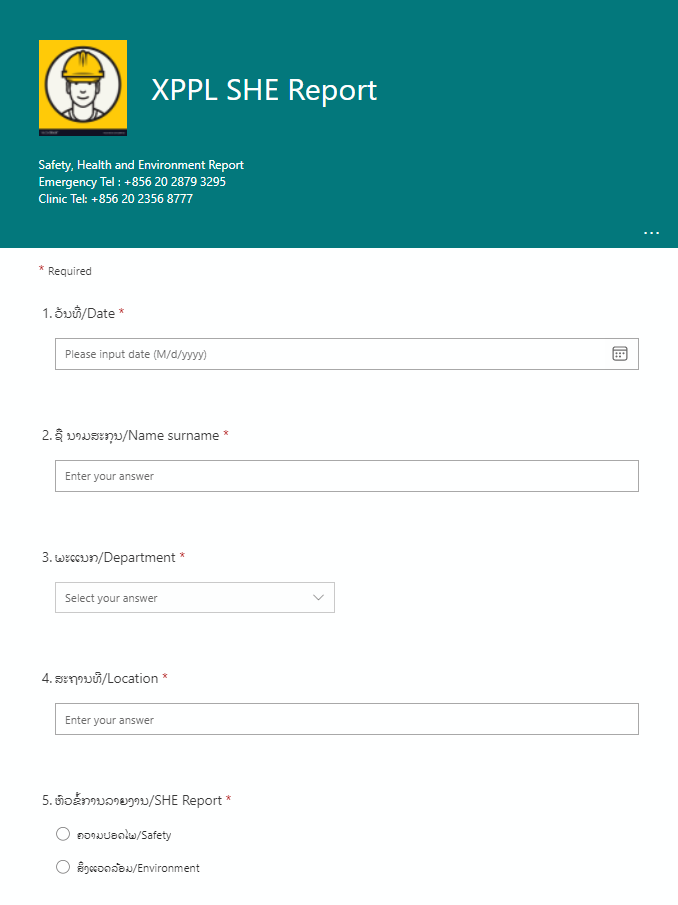 XPPL SHE Report
Safety, Health and Environment Report
Emergency Tel : +856 20 2879 3295
Clinic Tel: +856 20 2356 8777
...
* Required
1. ວັນທີ່/Date *
Please input date (M/d/yyyy)
2. ຊື່ ນາມສະກຸນ/Name surname *
Enter your answer
3. ພະແນກ/Department *
Select your answer
4. ສະຖານທີ່/Location *
Enter your answer
5. ຫົວຂໍ້ການລາຍງານ/SHE Report *
ຄວາມປອດໄພ/Safety
ສິ່ງແວດລ້ອມ/Environment